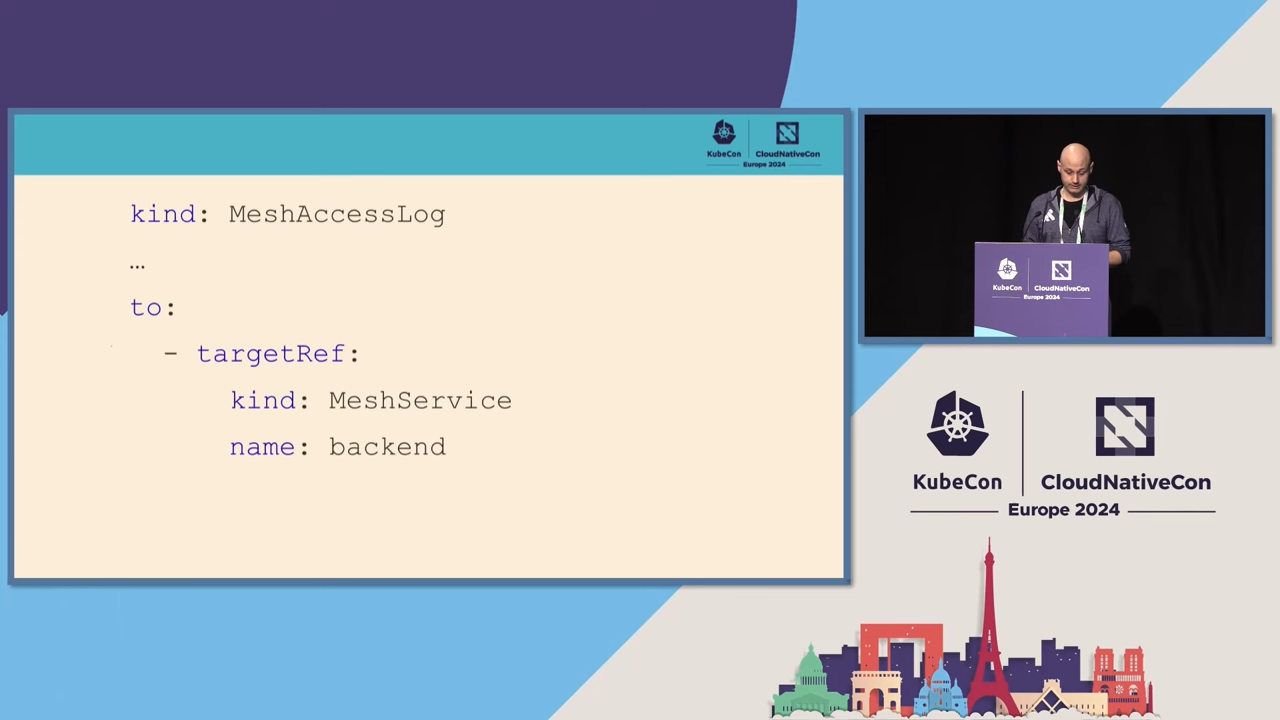 KubeCon
CloudNativeCon
Europe 2024
kind: MeshAccessLog
…
to:
- targetRef:
kind: MeshService
name: backend
KubeCon
CloudNativeCon
Europe 2024
KubeCon
CloudNativeCon
Europe 2024